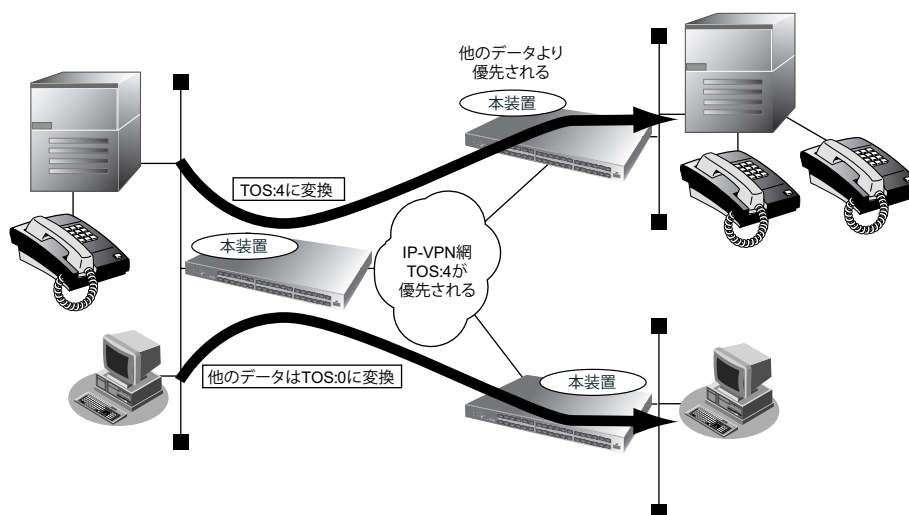 他のデータより
優先される
本装置
TOS:4に変換
本装置
IP-VPN網
TOS:4が
優先される
他のデータはTOS:0に変換
本装置